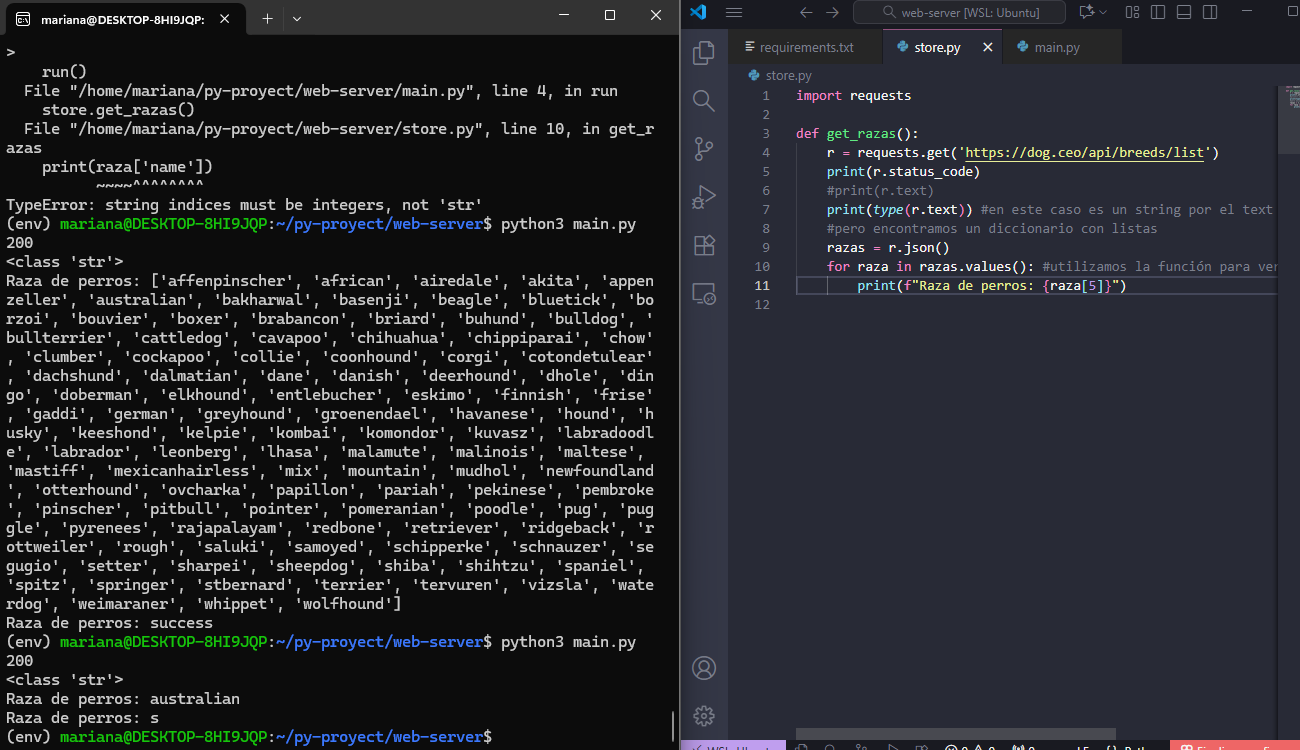 mariana@DESKTOP-8HI9JQP:
>
    run()
  File "/home/mariana/py-proyect/web-server/main.py", line 4, in run
    store.get_razas()
  File "/home/mariana/py-proyect/web-server/store.py", line 10, in get_r
azas
    print(raza['name'])
          ~~~~^^^^^^^^
TypeError: string indices must be integers, not 'str'
(env) mariana@DESKTOP-8HI9JQP:~/py-proyect/web-server$ python3 main.py
200
<class 'str'>
Raza de perros: ['affenpinscher', 'african', 'airedale', 'akita', 'appen
zeller', 'australian', 'bakharwal', 'basenji', 'beagle', 'bluetick', 'bo
rzoi', 'bouvier', 'boxer', 'brabancon', 'briard', 'buhund', 'bulldog', '
bullterrier', 'cattledog', 'cavapoo', 'chihuahua', 'chippiparai', 'chow'
, 'clumber', 'cockapoo', 'collie', 'coonhound', 'corgi', 'cotondetulear'
, 'dachshund', 'dalmatian', 'dane', 'danish', 'deerhound', 'dhole', 'din
go', 'doberman', 'elkhound', 'entlebucher', 'eskimo', 'finnish', 'frise'
, 'gaddi', 'german', 'greyhound', 'groenendael', 'havanese', 'hound', 'h
usky', 'keeshond', 'kelpie', 'kombai', 'komondor', 'kuvasz', 'labradoodl
e', 'labrador', 'leonberg', 'lhasa', 'malamute', 'malinois', 'maltese', 
'mastiff', 'mexicanhairless', 'mix', 'mountain', 'mudhol', 'newfoundland
', 'otterhound', 'ovcharka', 'papillon', 'pariah', 'pekinese', 'pembroke
', 'pinscher', 'pitbull', 'pointer', 'pomeranian', 'poodle', 'pug', 'pug
gle', 'pyrenees', 'rajapalayam', 'redbone', 'retriever', 'ridgeback', 'r
ottweiler', 'rough', 'saluki', 'samoyed', 'schipperke', 'schnauzer', 'se
gugio', 'setter', 'sharpei', 'sheepdog', 'shiba', 'shihtzu', 'spaniel', 
'spitz', 'springer', 'stbernard', 'terrier', 'tervuren', 'vizsla', 'wate
rdog', 'weimaraner', 'whippet', 'wolfhound']
Raza de perros: success
(env) mariana@DESKTOP-8HI9JQP:~/py-proyect/web-server$ python3 main.py
200
<class 'str'>
Raza de perros: australian
Raza de perros: s
(env) mariana@DESKTOP-8HI9JQP:~/py-proyect/web-server$
web-server [WSL: Ubuntu]
requirements.txt
store.py
main.py
store.py
1 import requests
2
3 def get_razas():
4     r = requests.get('https://dog.ceo/api/breeds/list')
5     print(r.status_code)
6     #print(r.text)
7     print(type(r.text)) #en este caso es un string por el text
8     #pero encontramos un diccionario con listas
9     razas = r.json()
10     for raza in razas.values(): #utilizamos la función para ver
11         print(f"Raza de perros: {raza[5]}")
12